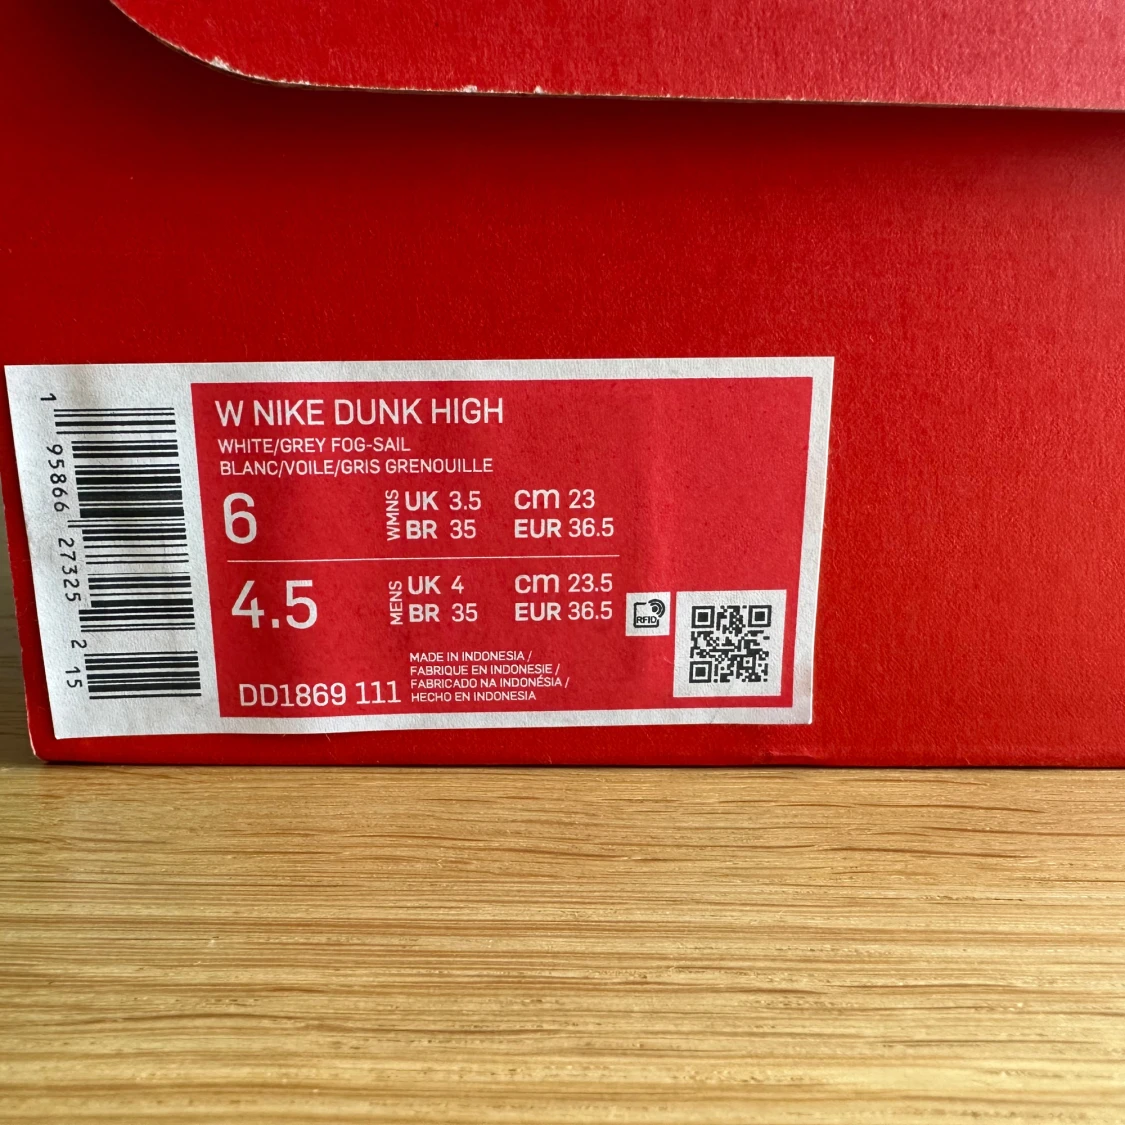 1 95866 27325 2 15
W NIKE DUNK HIGH
WHITE/GREY FOG-SAIL
BLANC/VOILE/GRIS GRENOUILLE
6 WMNS UK 3.5 cm 23
BR 35 EUR 36.5
4.5 MENS UK 4 cm 23.5
BR 35 EUR 36.5
RFID
MADE IN INDONESIA /
FABRIQUE EN INDONESIE /
FABRICADO NA INDONÉSIA /
HECHO EN INDONESIA
DD1869 111